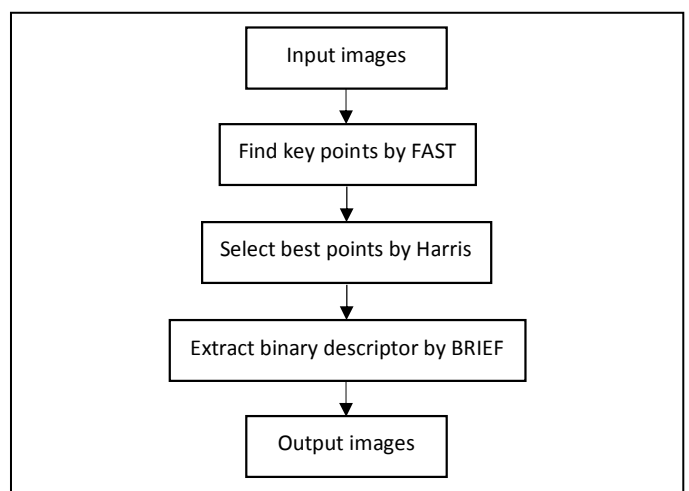 Input images
Find key points by FAST
Select best points by Harris
Extract binary descriptor by BRIEF
Output images